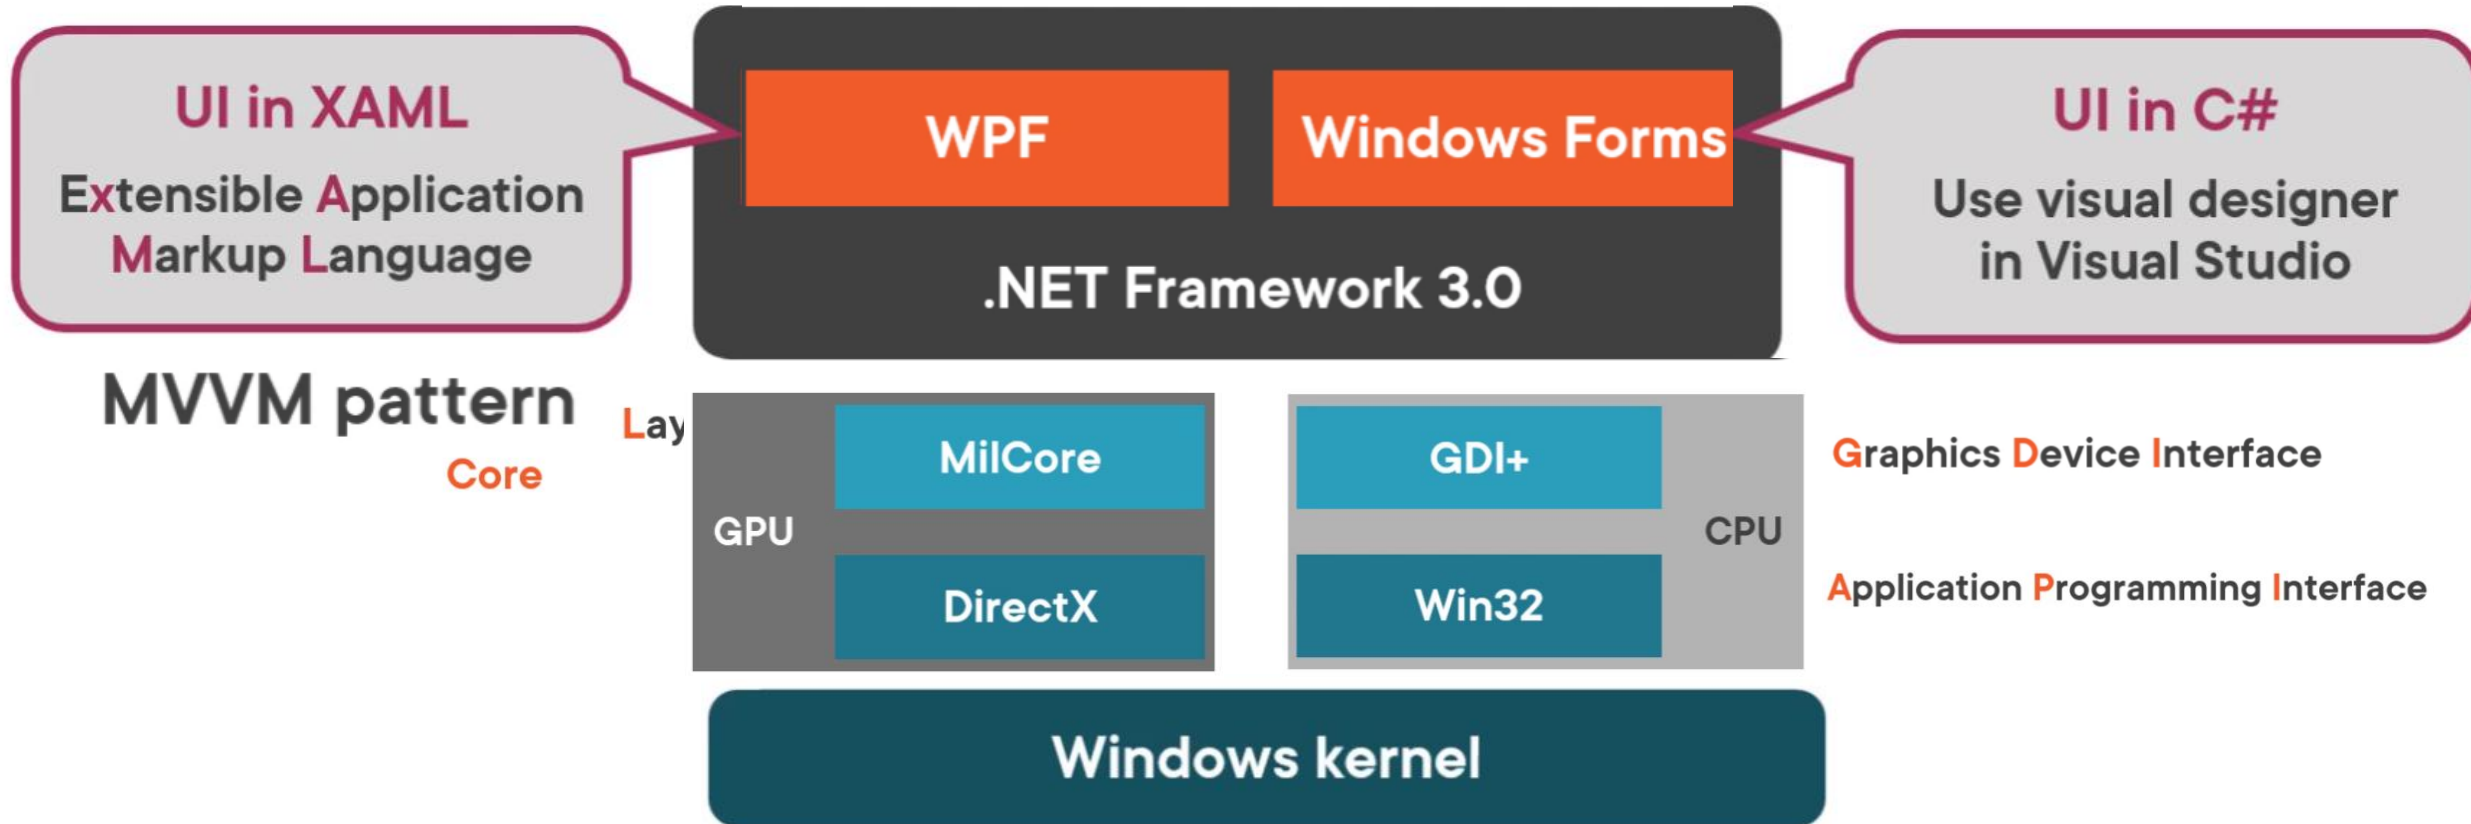 UI in XAML
Extensible Application
Markup Language
WPF
Windows Forms
.NET Framework 3.0
UI in C#
Use visual designer
in Visual Studio
MVVM pattern
Lay
Core
GPU
MilCore
DirectX
GDI+
Win32
CPU
Graphics Device Interface
Application Programming Interface
Windows kernel